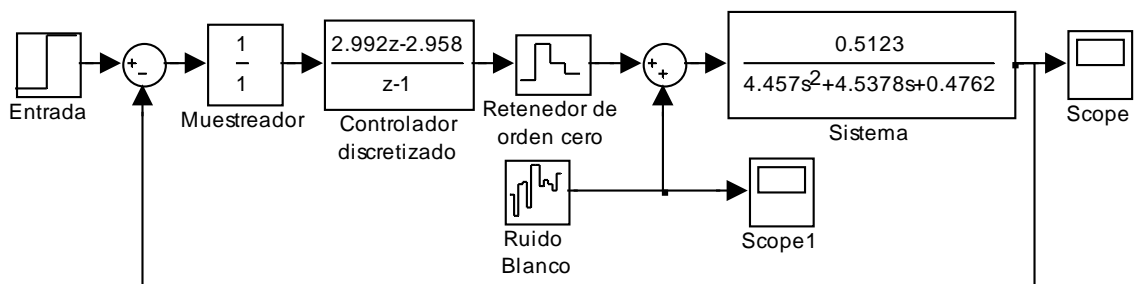 Entrada
+
-
1
1
Muestreador
2.992z-2.958
z-1
Controlador
discretizado
Retenedor de
orden cero
+
+
0.5123
4.457s²+4.5378s+0.4762
Sistema
Scope
Ruido
Blanco
Scope1